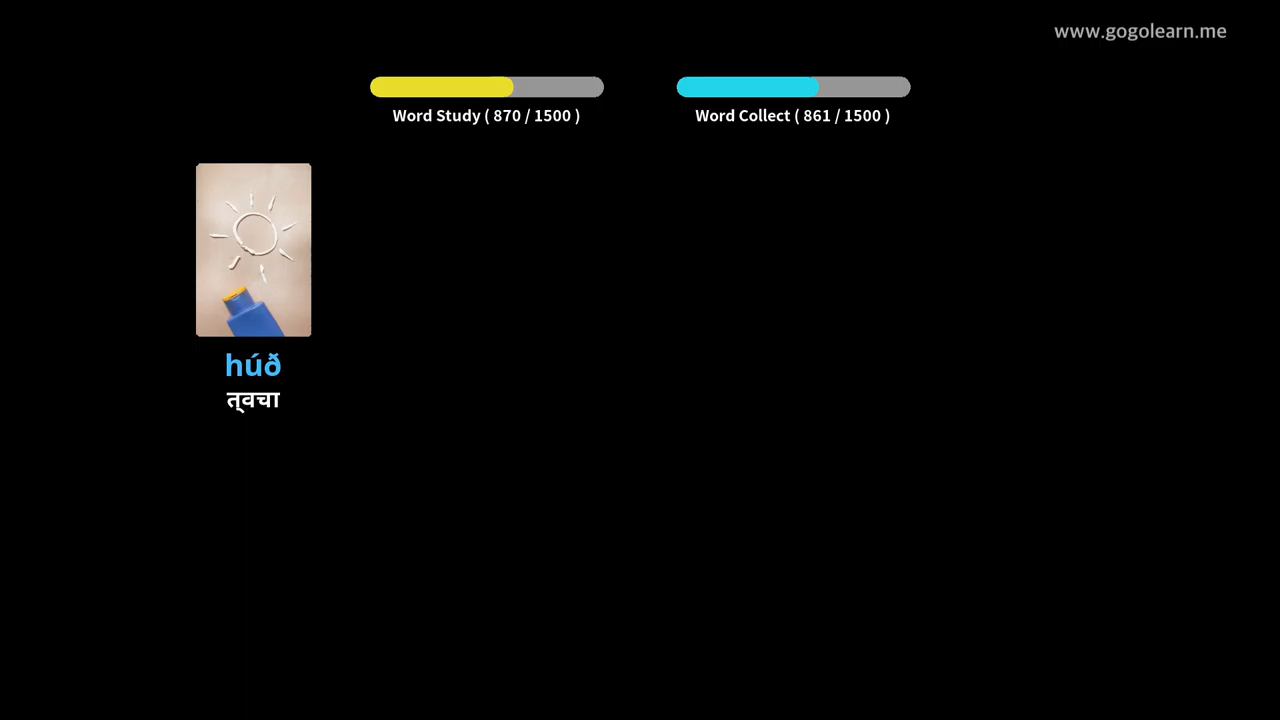 www.gogolearn.me
Word Study ( 870 / 1500 )
Word Collect ( 861 / 1500 )
húð
त्वचा